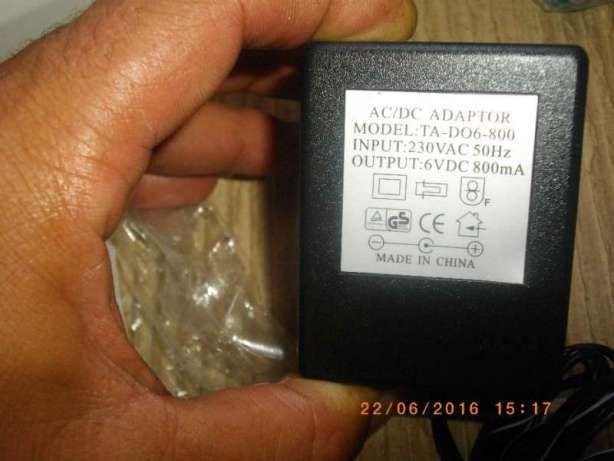 AC/DC ADAPTOR
MODEL:TA-DO6-800
INPUT:230VAC 50Hz
OUTPUT:6VDC 800mA
F
GS CE
MADE IN CHINA
22/06/2016 15:17